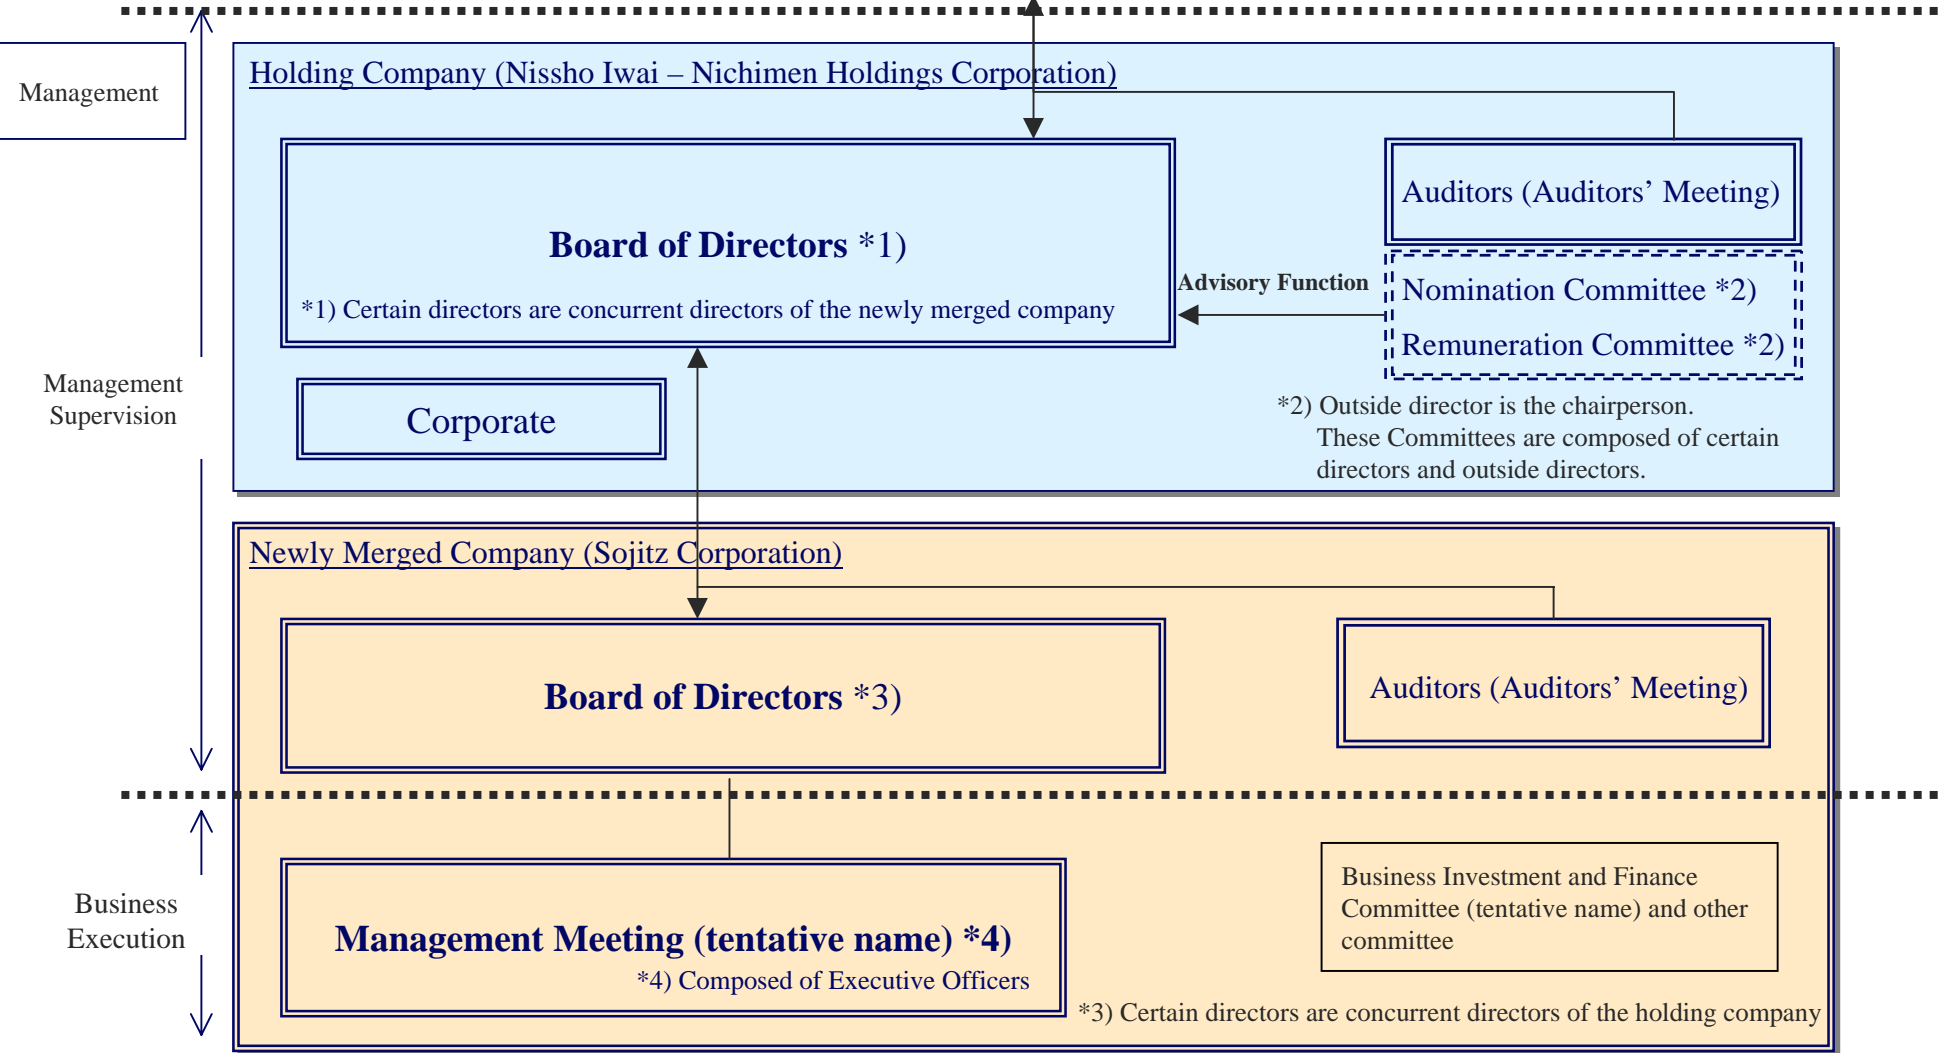 Management
Holding Company (Nissho Iwai – Nichimen Holdings Corporation)
Board of Directors *1)
*1) Certain directors are concurrent directors of the newly merged company
Auditors (Auditors’ Meeting)
Advisory Function
Nomination Committee *2)
Remuneration Committee *2)
*2) Outside director is the chairperson.
These Committees are composed of certain
directors and outside directors.
Corporate
Management
Supervision
Newly Merged Company (Sojitz Corporation)
Board of Directors *3)
Auditors (Auditors’ Meeting)
Business
Execution
Management Meeting (tentative name) *4)
*4) Composed of Executive Officers
Business Investment and Finance
Committee (tentative name) and other
committee
*3) Certain directors are concurrent directors of the holding company